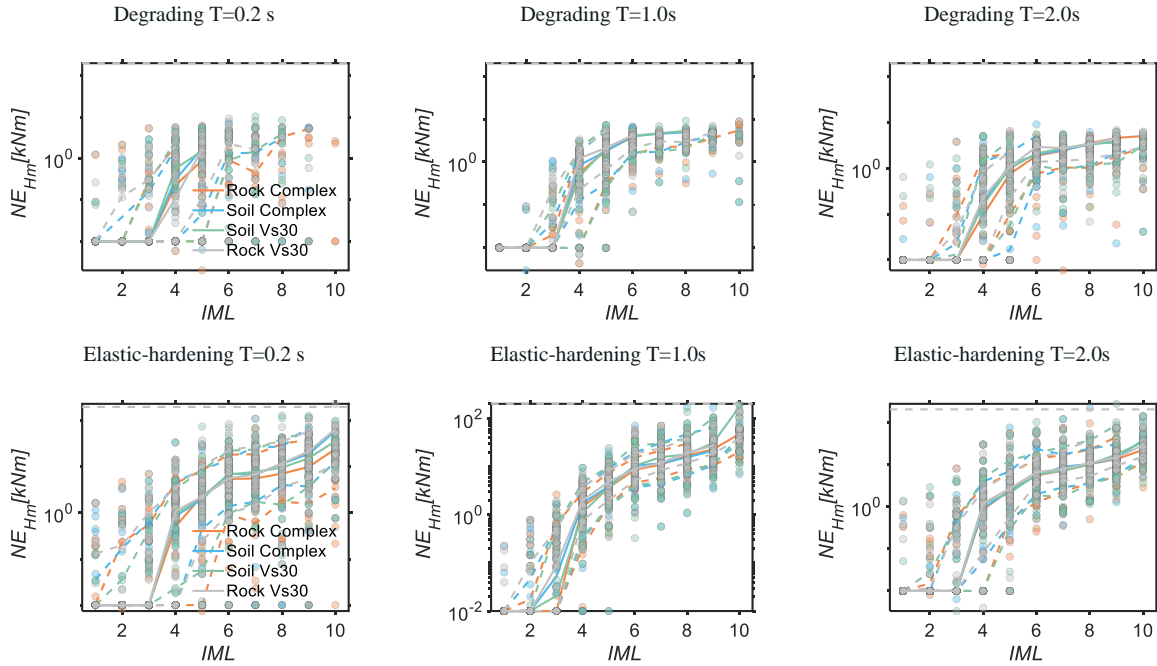 Degrading T=0.2 s
Degrading T=1.0s
Degrading T=2.0s
NE_Hm[kNm]
10^0
Rock Complex
Soil Complex
Soil Vs30
Rock Vs30
2 4 6 8 10
IML
NE_Hm[kNm]
10^0
2 4 6 8 10
IML
NE_Hm[kNm]
10^0
2 4 6 8 10
IML
Elastic-hardening T=0.2 s
Elastic-hardening T=1.0s
Elastic-hardening T=2.0s
NE_Hm[kNm]
10^0
Rock Complex
Soil Complex
Soil Vs30
Rock Vs30
2 4 6 8 10
IML
NE_Hm[kNm]
10^2
10^0
10^-2
2 4 6 8 10
IML
NE_Hm[kNm]
10^0
2 4 6 8 10
IML